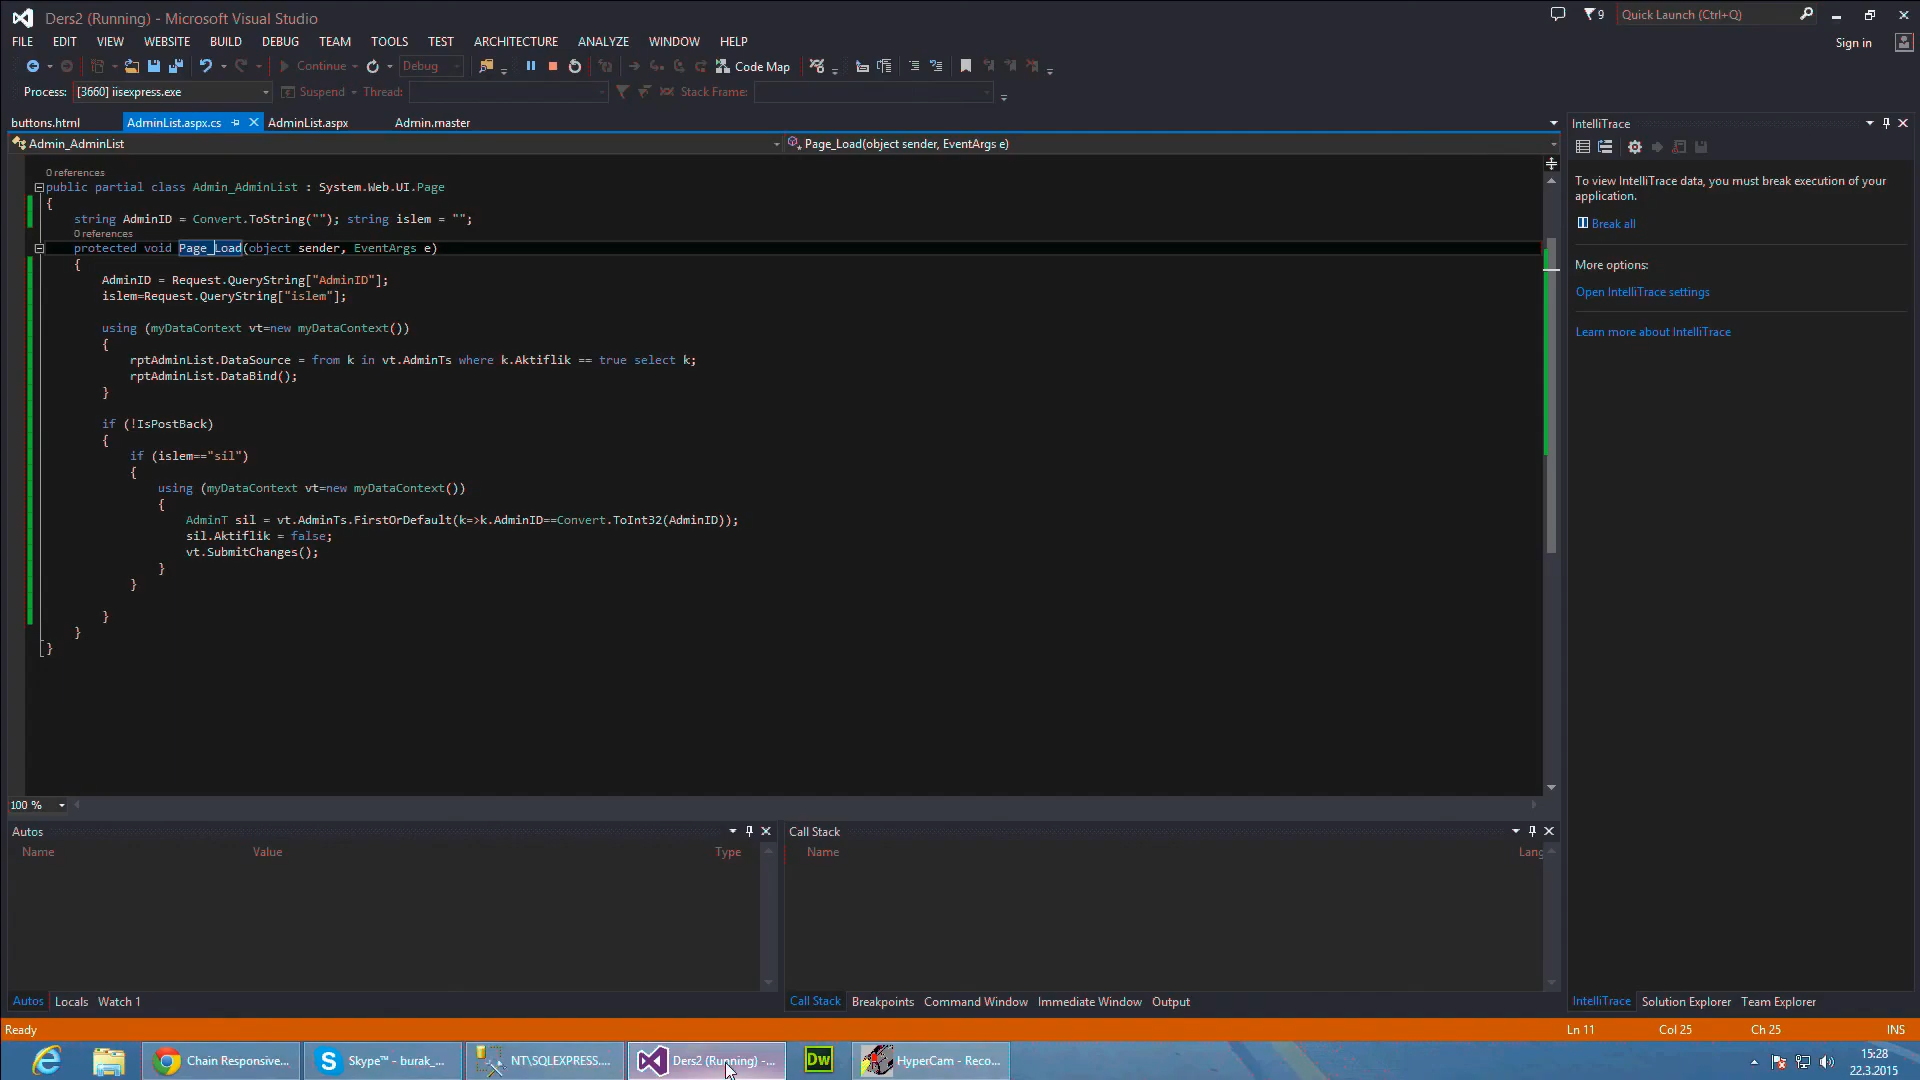 Ders2 (Running) - Microsoft Visual Studio
9
Quick Launch (Ctrl+Q)
FILE EDIT VIEW WEBSITE BUILD DEBUG TEAM TOOLS TEST ARCHITECTURE ANALYZE WINDOW HELP
Sign in
Continue Debug Code Map
Process: [3660] iisexpress.exe Suspend Thread: Stack Frame:
buttons.html AdminList.aspx.cs AdminList.aspx Admin.master
Admin_AdminList Page_Load(object sender, EventArgs e)
0 references
public partial class Admin_AdminList : System.Web.UI.Page
{
string AdminID = Convert.ToString(""); string islem = "";
0 references
protected void Page_Load(object sender, EventArgs e)
{
AdminID = Request.QueryString["AdminID"];
islem=Request.QueryString["islem"];
using (myDataContext vt=new myDataContext())
{
rptAdminList.DataSource = from k in vt.AdminTs where k.Aktiflik == true select k;
rptAdminList.DataBind();
}
if (!IsPostBack)
{
if (islem=="sil")
{
using (myDataContext vt=new myDataContext())
{
AdminT sil = vt.AdminTs.FirstOrDefault(k=>k.AdminID==Convert.ToInt32(AdminID));
sil.Aktiflik = false;
vt.SubmitChanges();
}
}
}
}
}
IntelliTrace
To view IntelliTrace data, you must break execution of your
application.
Break all
More options:
Open IntelliTrace settings
Learn more about IntelliTrace
100 %
Autos
Name Value Type
Call Stack
Name Lang
Autos Locals Watch 1
Call Stack Breakpoints Command Window Immediate Window Output
IntelliTrace Solution Explorer Team Explorer
Ready Ln 11 Col 25 Ch 25 INS
Chain Responsive... Skype™ - burak_... NT\SQLEXPRESS.... Ders2 (Running) -... Dw HyperCam - Reco...
15:28
22.3.2015